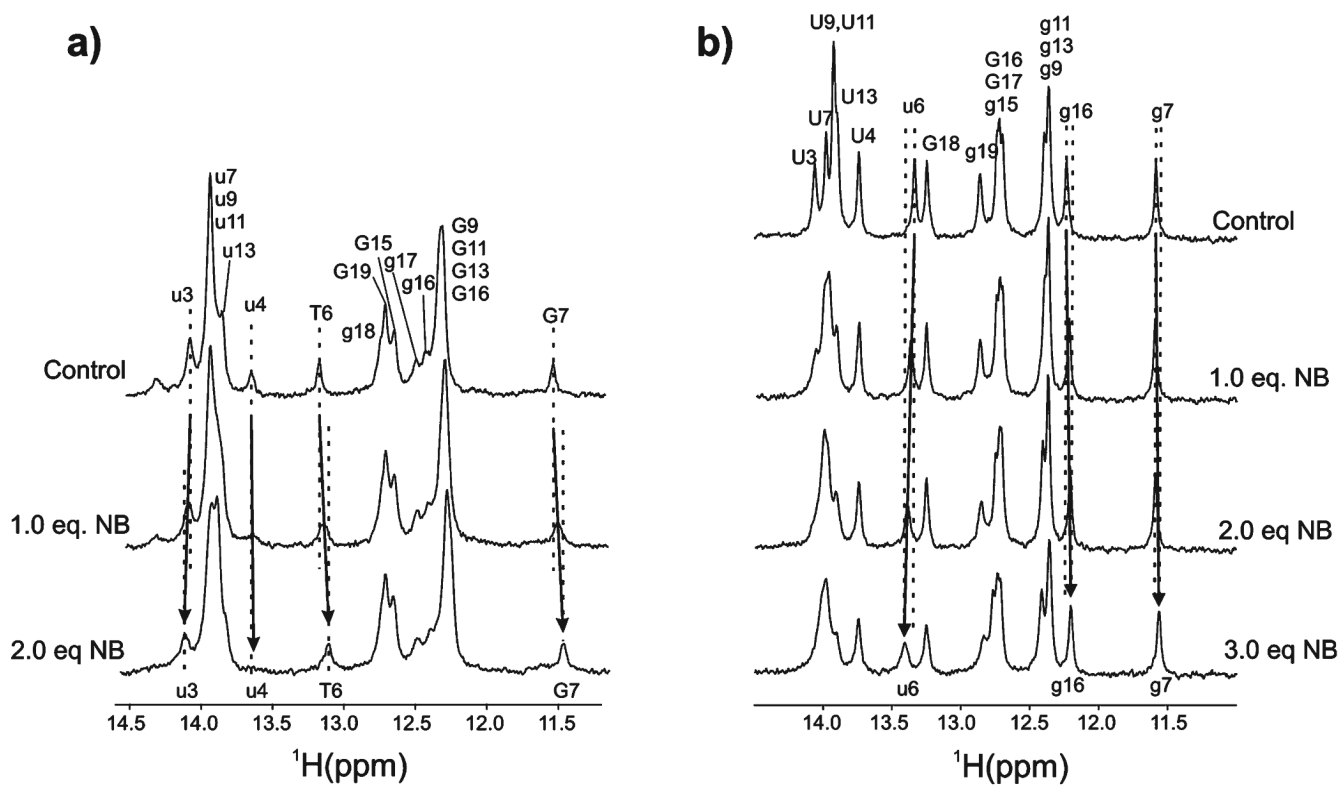 a)
u7
u9
u11
u13
u3
u4
T6
G15
g17
G19
g16
g18
G9
G11
G13
G16
G7
Control
1.0 eq. NB
2.0 eq NB
u3
u4
T6
G7
14.5
14.0
13.5
13.0
12.5
12.0
11.5
1H(ppm)
b)
U9,U11
g11
g13
g9
G16
G17
g15
U7
U13
u6
g16
g7
U3
U4
G18
g19
Control
1.0 eq. NB
2.0 eq NB
3.0 eq NB
u6
g16
g7
14.0
13.5
13.0
12.5
12.0
11.5
1H(ppm)